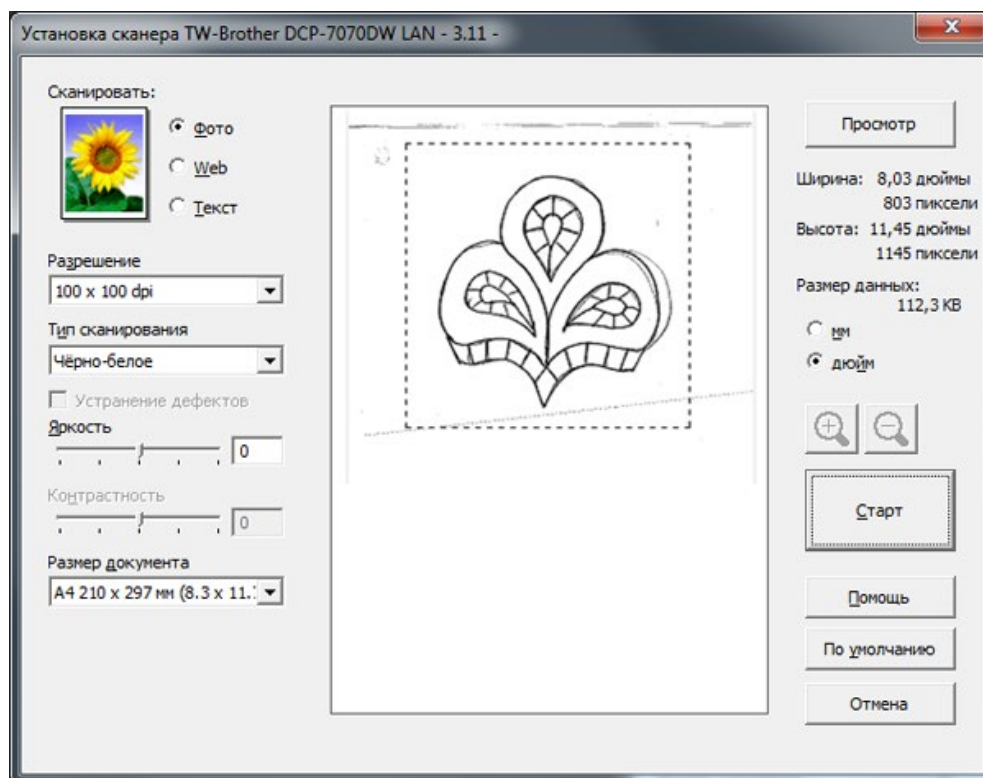 Установка сканера TW-Brother DCP-7070DW LAN - 3.11 -
Сканировать:
Фото
Web
Текст
Разрешение
100 x 100 dpi
Тип сканирования
Чёрно-белое
Устранение дефектов
Яркость
0
Контрастность
0
Размер документа
A4 210 x 297 мм (8.3 x 11.
Просмотр
Ширина: 8,03 дюймы
803 пиксели
Высота: 11,45 дюймы
1145 пиксели
Размер данных:
112,3 KB
мм
дюйм
Старт
Помощь
По умолчанию
Отмена